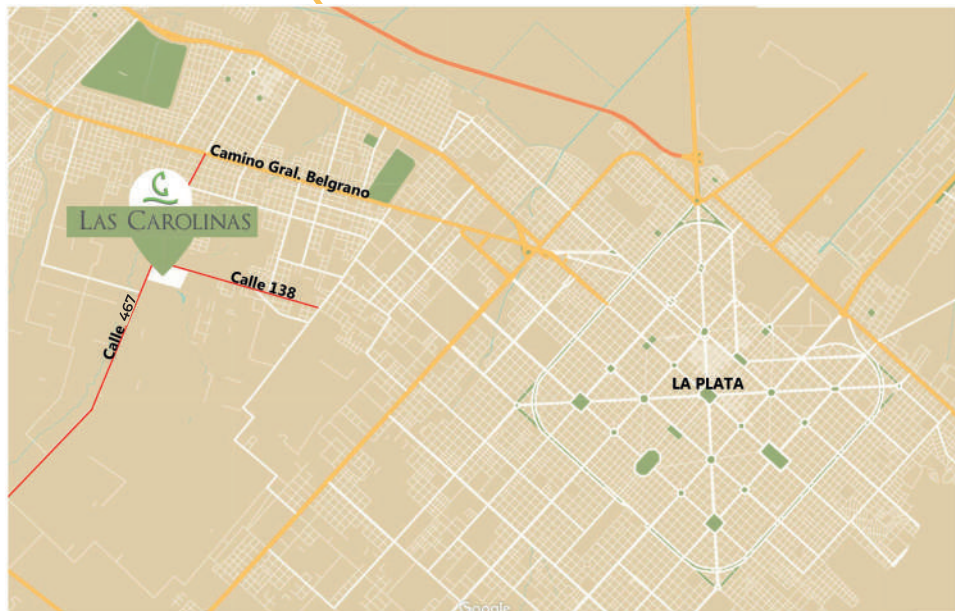 Camino Gral. Belgrano
LAS CAROLINAS
Calle 138
Calle 467
LA PLATA
Google